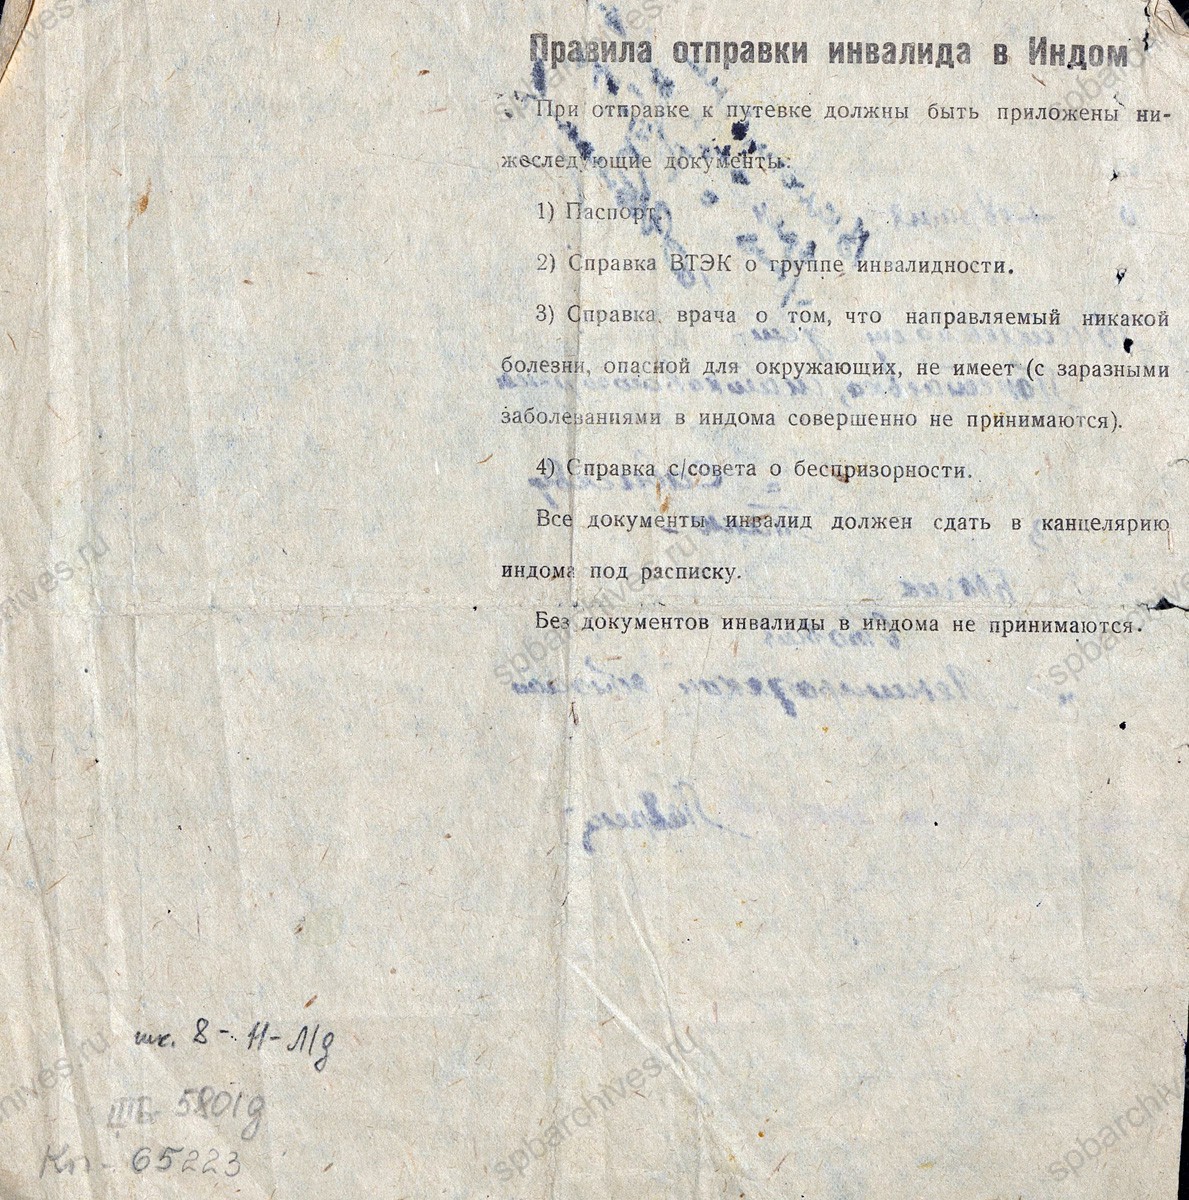 Правила отправки инвалида в Индом
При отправке к путевке должны быть приложены ни-
жеследующие документы:
1) Паспорт.
2) Справка ВТЭК о группе инвалидности.
3) Справка врача о том, что направляемый никакой
болезни, опасной для окружающих, не имеет (с заразными
заболеваниями в индома совершенно не принимаются).
4) Справка с/совета о беспризорности.
Все документы инвалид должен сдать в канцелярию
индома под расписку.
Без документов инвалиды в индома не принимаются.
шк. 8-
5801д
Кп- 65223
spbarchives.ru